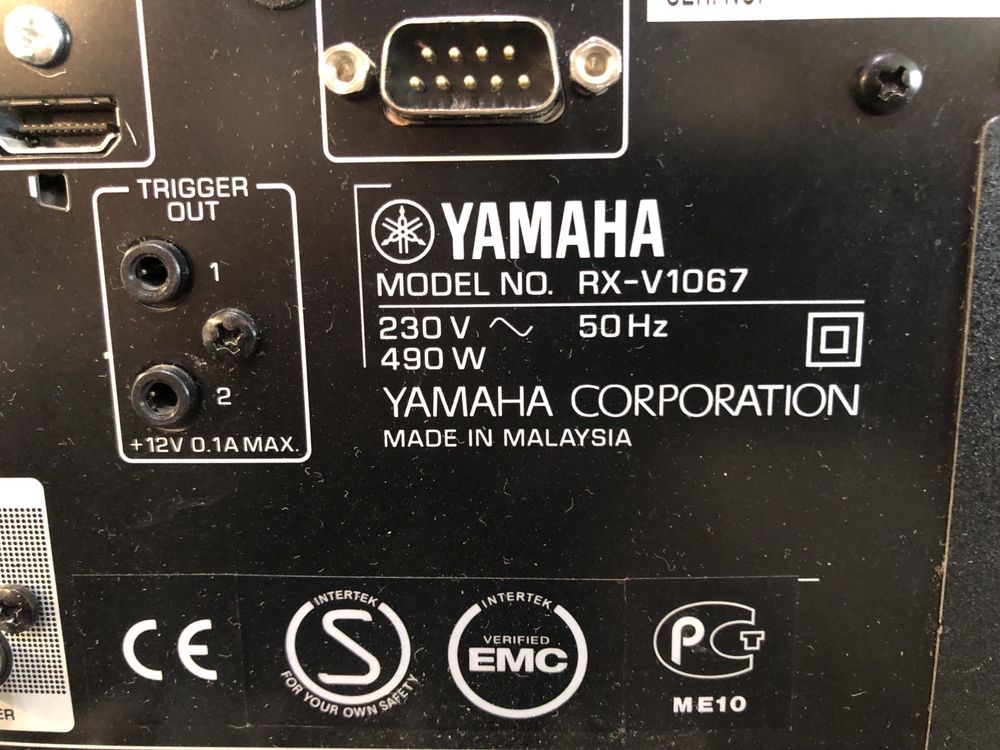 TRIGGER
OUT
1
2
+12V 0.1A MAX.
YAMAHA
MODEL NO. RX-V1067
230 V ～ 50 Hz
490 W
YAMAHA CORPORATION
MADE IN MALAYSIA
CE
INTERTEK
S
FOR YOUR OWN SAFETY
INTERTEK
VERIFIED
EMC
PCT
ME10